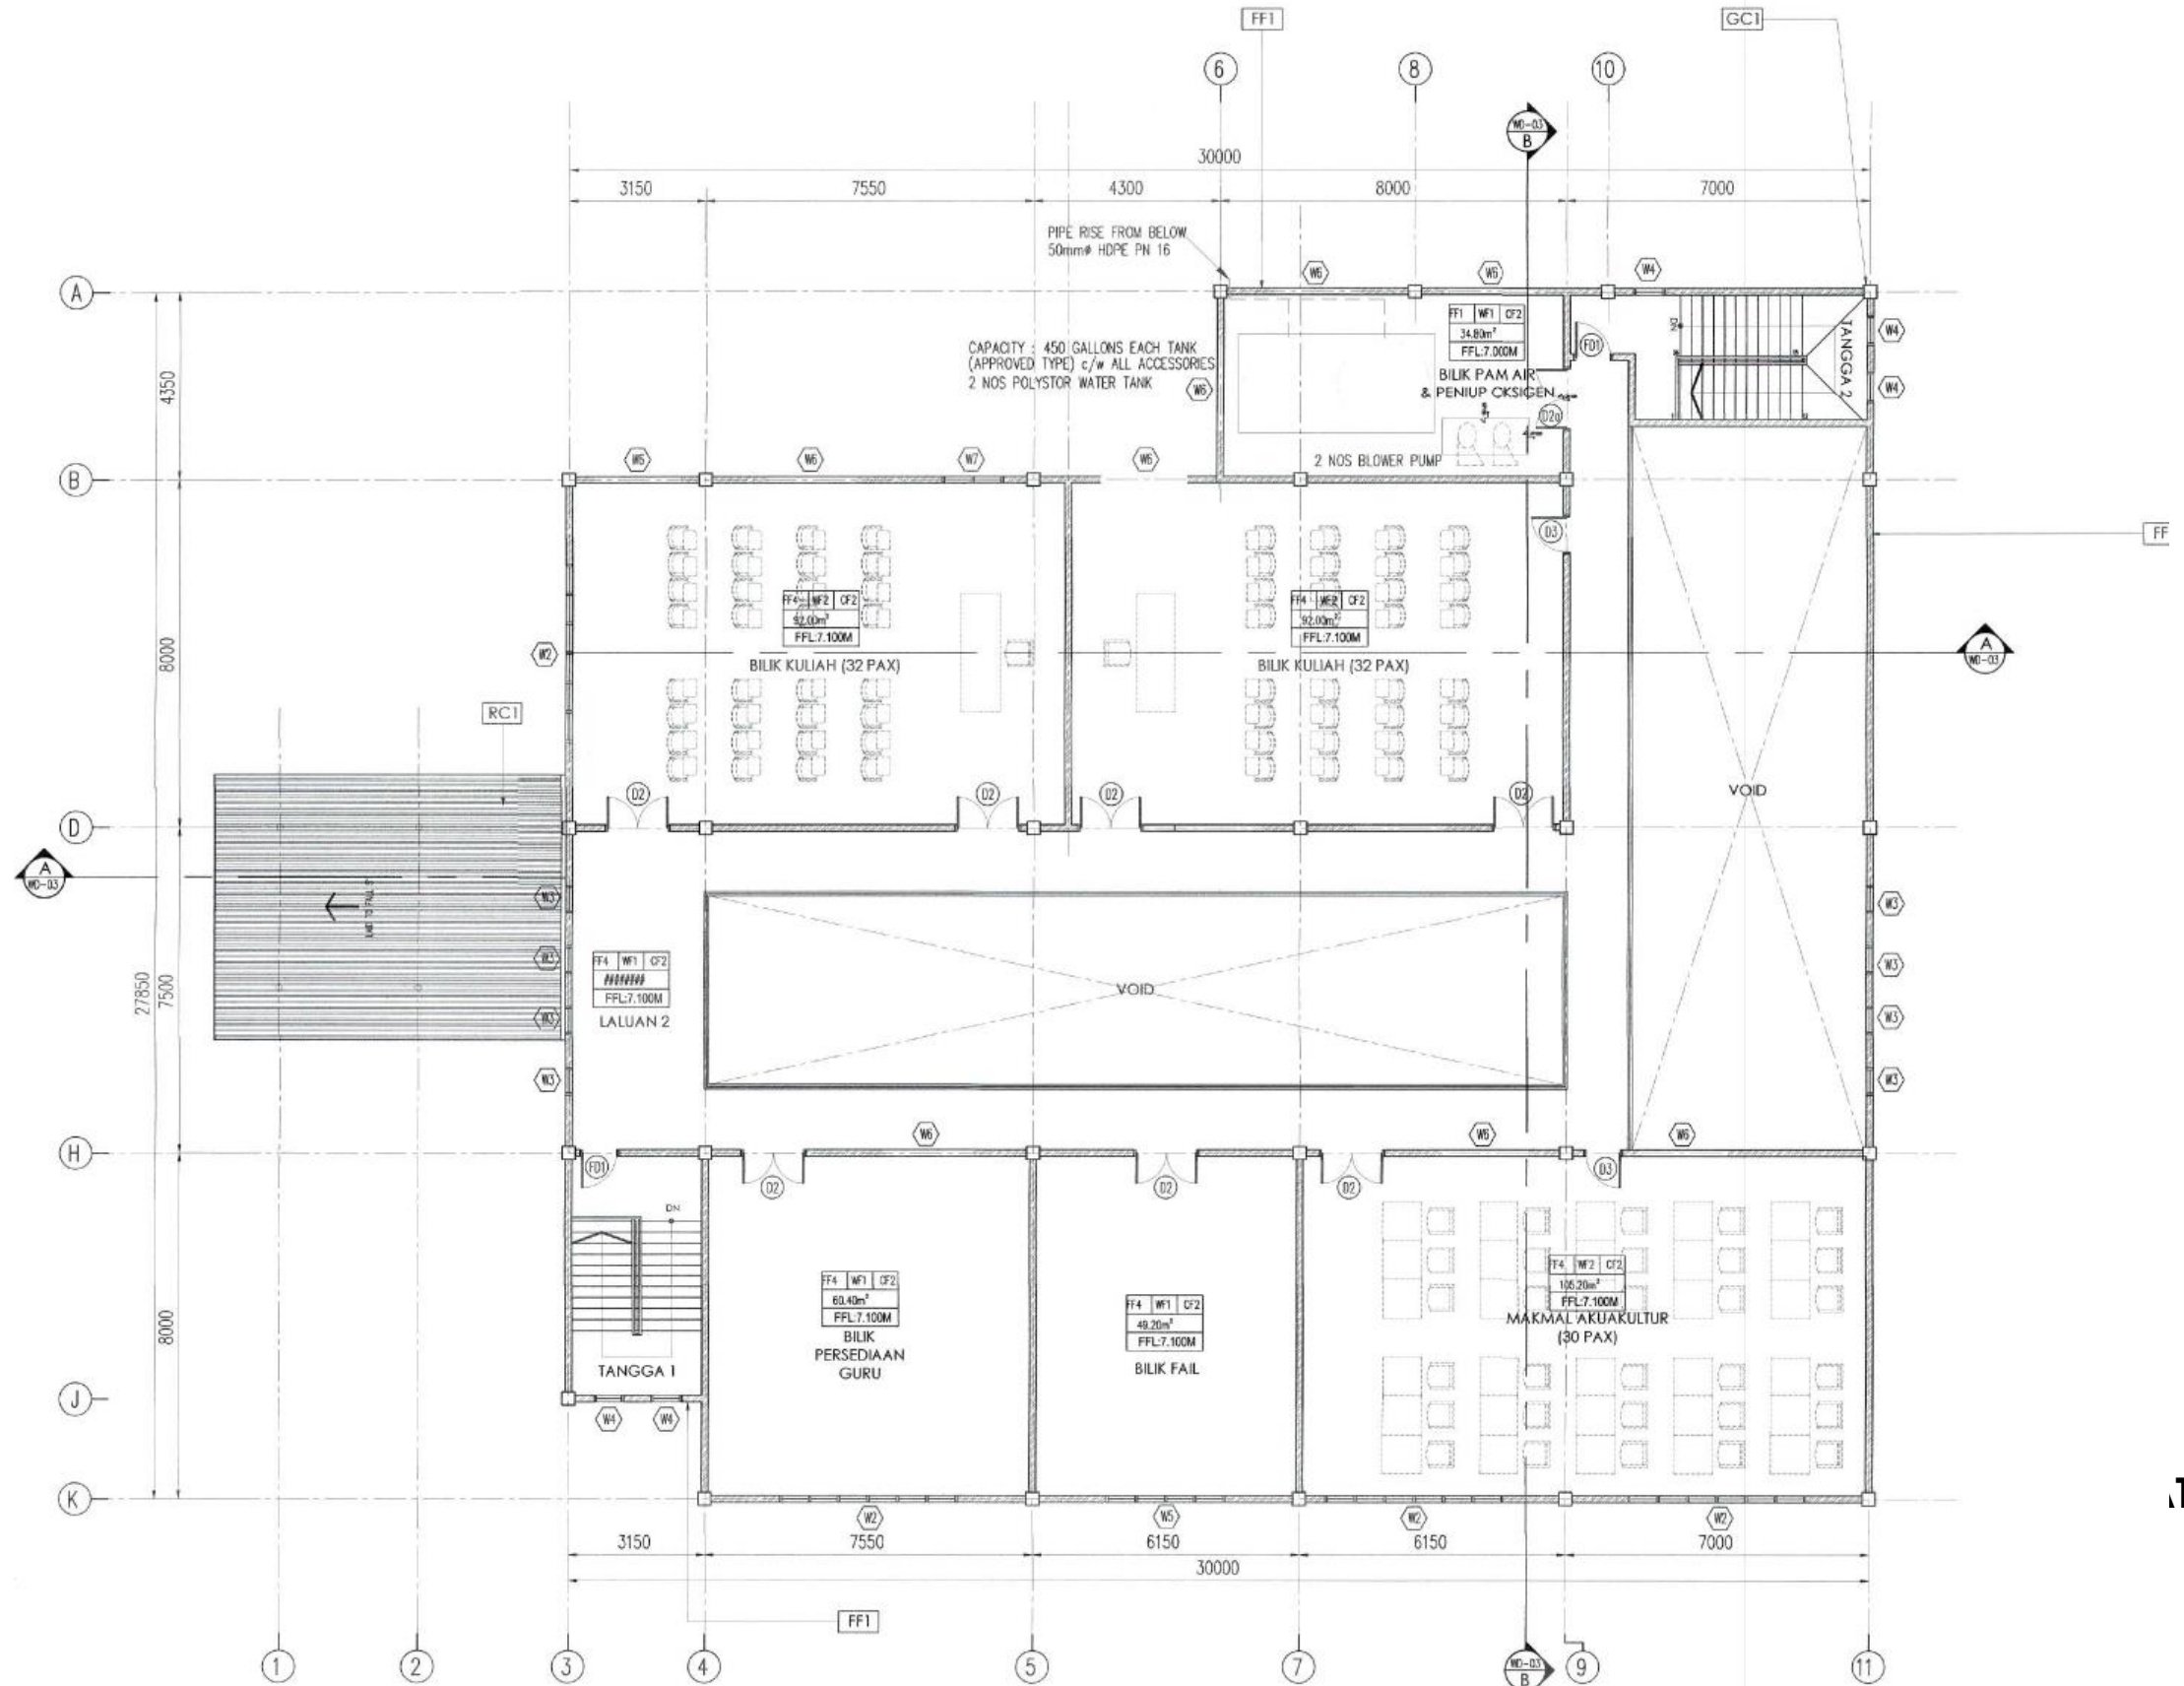 FF1
GC1
6
8
10
WD-03
B
30000
3150
7550
4300
8000
7000
PIPE RISE FROM BELOW
50mmø HDPE PN 16
A
W6
W6
W4
FF1 WF1 CF2
34.80m²
FFL:7.000M
BILIK PAM AIR
& PENIUP OKSIGEN
CAPACITY : 450 GALLONS EACH TANK
(APPROVED TYPE) c/w ALL ACCESSORIES
2 NOS POLYSTOR WATER TANK
W6
FD1
DN
TANGGA 2
W4
W4
4350
D2a
2 NOS BLOWER PUMP
B
W6
W7
W6
D3
FF
FF4 WF2 CF2
92.00m²
FFL:7.100M
BILIK KULIAH (32 PAX)
FF4 WF2 CF2
92.00m²
FFL:7.100M
BILIK KULIAH (32 PAX)
8000
W2
A
WD-03
RC1
D2
D2
D2
D2
VOID
D
A
WD-03
W3
W3
W3
W3
W3
W3
W3
W3
FF4 WF1 CF2
########
FFL:7.100M
LALUAN 2
VOID
27850
7500
H
W6
W6
FD1
D2
D2
D2
D3
DN
8000
FF4 WF1 CF2
60.40m²
FFL:7.100M
BILIK
PERSEDIAAN
GURU
FF4 WF1 CF2
49.20m²
FFL:7.100M
BILIK FAIL
FF4 WF2 CF2
105.20m²
FFL:7.100M
MAKMAL AKUAKULTUR
(30 PAX)
TANGGA 1
J
W4
W4
K
W2
W5
W2
W2
3150
7550
6150
6150
7000
30000
FF1
1
2
3
4
5
7
WD-03
B
9
11